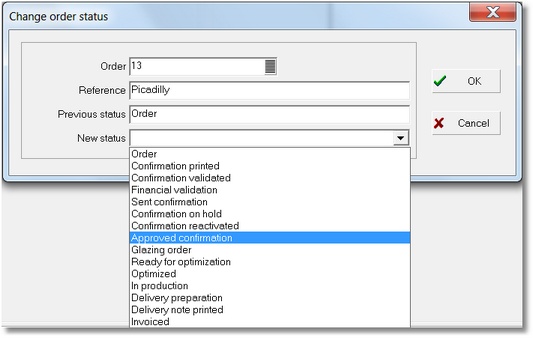 Change order status
Order 13
Reference Picadilly
Previous status Order
New status
OK
Cancel
Order
Confirmation printed
Confirmation validated
Financial validation
Sent confirmation
Confirmation on hold
Confirmation reactivated
Approved confirmation
Glazing order
Ready for optimization
Optimized
In production
Delivery preparation
Delivery note printed
Invoiced